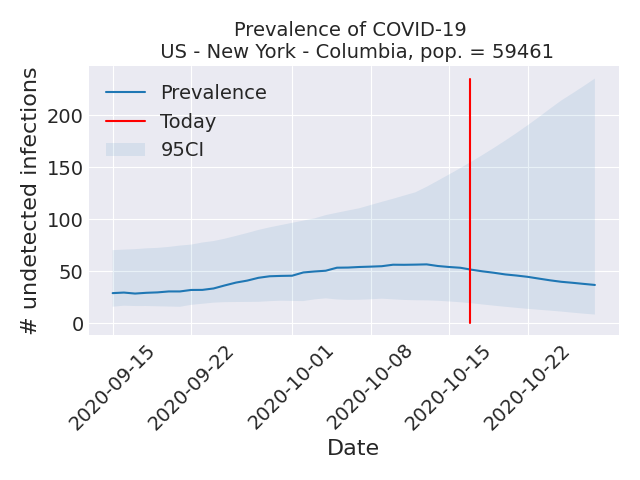 Prevalence of COVID-19
US - New York - Columbia, pop. = 59461
# undetected infections
200
150
100
50
0
Prevalence
Today
95CI
2020-09-15
2020-09-22
2020-10-01
2020-10-08
2020-10-15
2020-10-22
Date